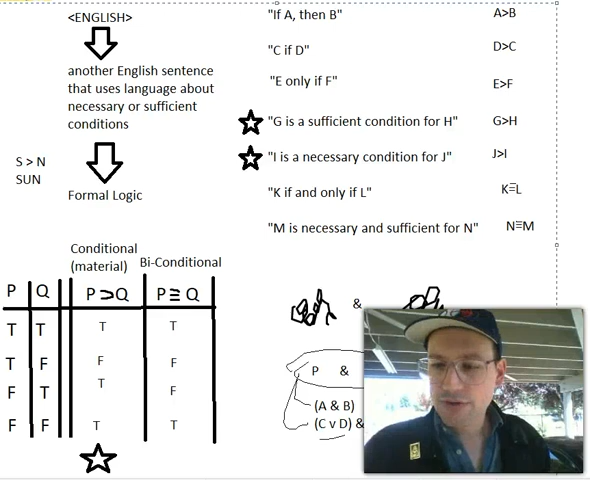 <ENGLISH>
another English sentence
that uses language about
necessary or sufficient
conditions
S > N
SUN
Formal Logic
"If A, then B" A>B
"C if D" D>C
"E only if F" E>F
"G is a sufficient condition for H" G>H
"I is a necessary condition for J" J>I
"K if and only if L" K≡L
"M is necessary and sufficient for N" N≡M
Conditional
(material)
Bi-Conditional
P Q P⊃Q P≡Q
T T T T
T F F F
F T T F
F F T T
&
P &
(A & B)
(C v D) &